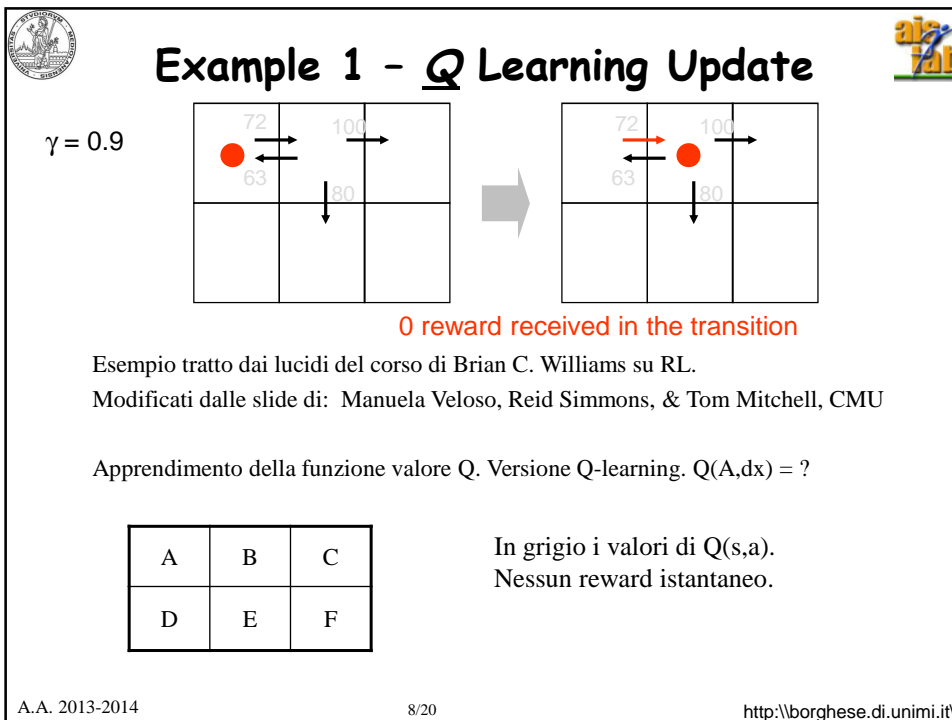 Example 1 – Q Learning Update
γ = 0.9
72 100
63
80
72 100
63
80
0 reward received in the transition
Esempio tratto dai lucidi del corso di Brian C. Williams su RL.
Modificati dalle slide di: Manuela Veloso, Reid Simmons, & Tom Mitchell, CMU
Apprendimento della funzione valore Q. Versione Q-learning. Q(A,dx) = ?
A B C
D E F
In grigio i valori di Q(s,a).
Nessun reward istantaneo.
A.A. 2013-2014 8/20 http:\\borghese.di.unimi.it\